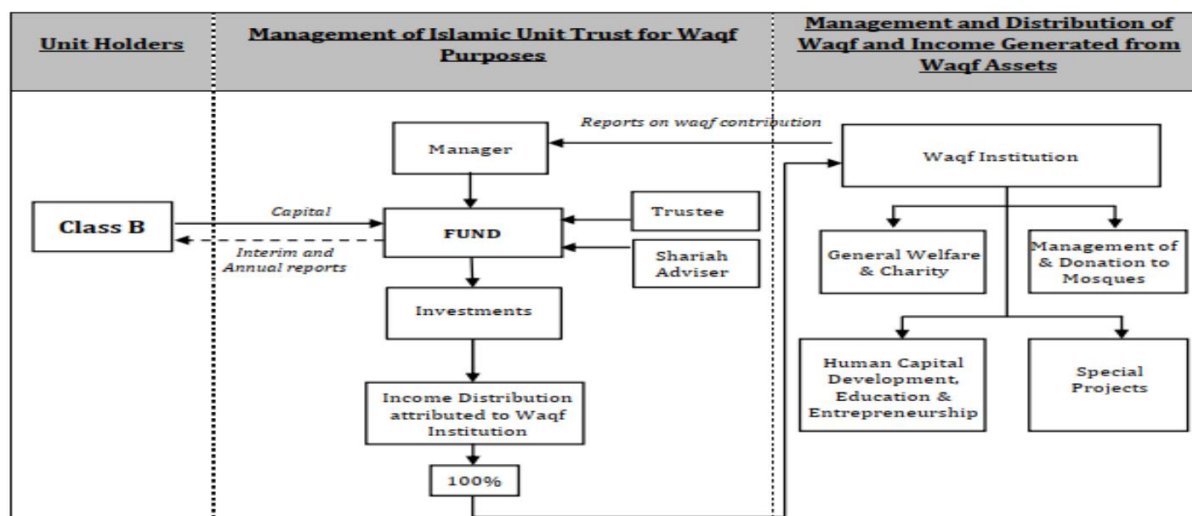 Unit Holders
Management of Islamic Unit Trust for Waqf
Purposes
Management and Distribution of
Waqf and Income Generated from
Waqf Assets
Reports on waqf contribution
Manager
Waqf Institution
Class B
Capital
Interim and
Annual reports
FUND
Trustee
Shariah
Adviser
General Welfare
& Charity
Management of
& Donation to
Mosques
Investments
Human Capital
Development,
Education &
Entrepreneurship
Special
Projects
Income Distribution
attributed to Waqf
Institution
100%